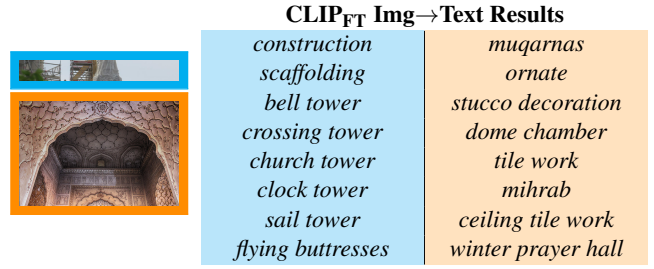 CLIP_FT Img→Text Results
construction muqarnas
scaffolding ornate
bell tower stucco decoration
crossing tower dome chamber
church tower tile work
clock tower mihrab
sail tower ceiling tile work
flying buttresses winter prayer hall